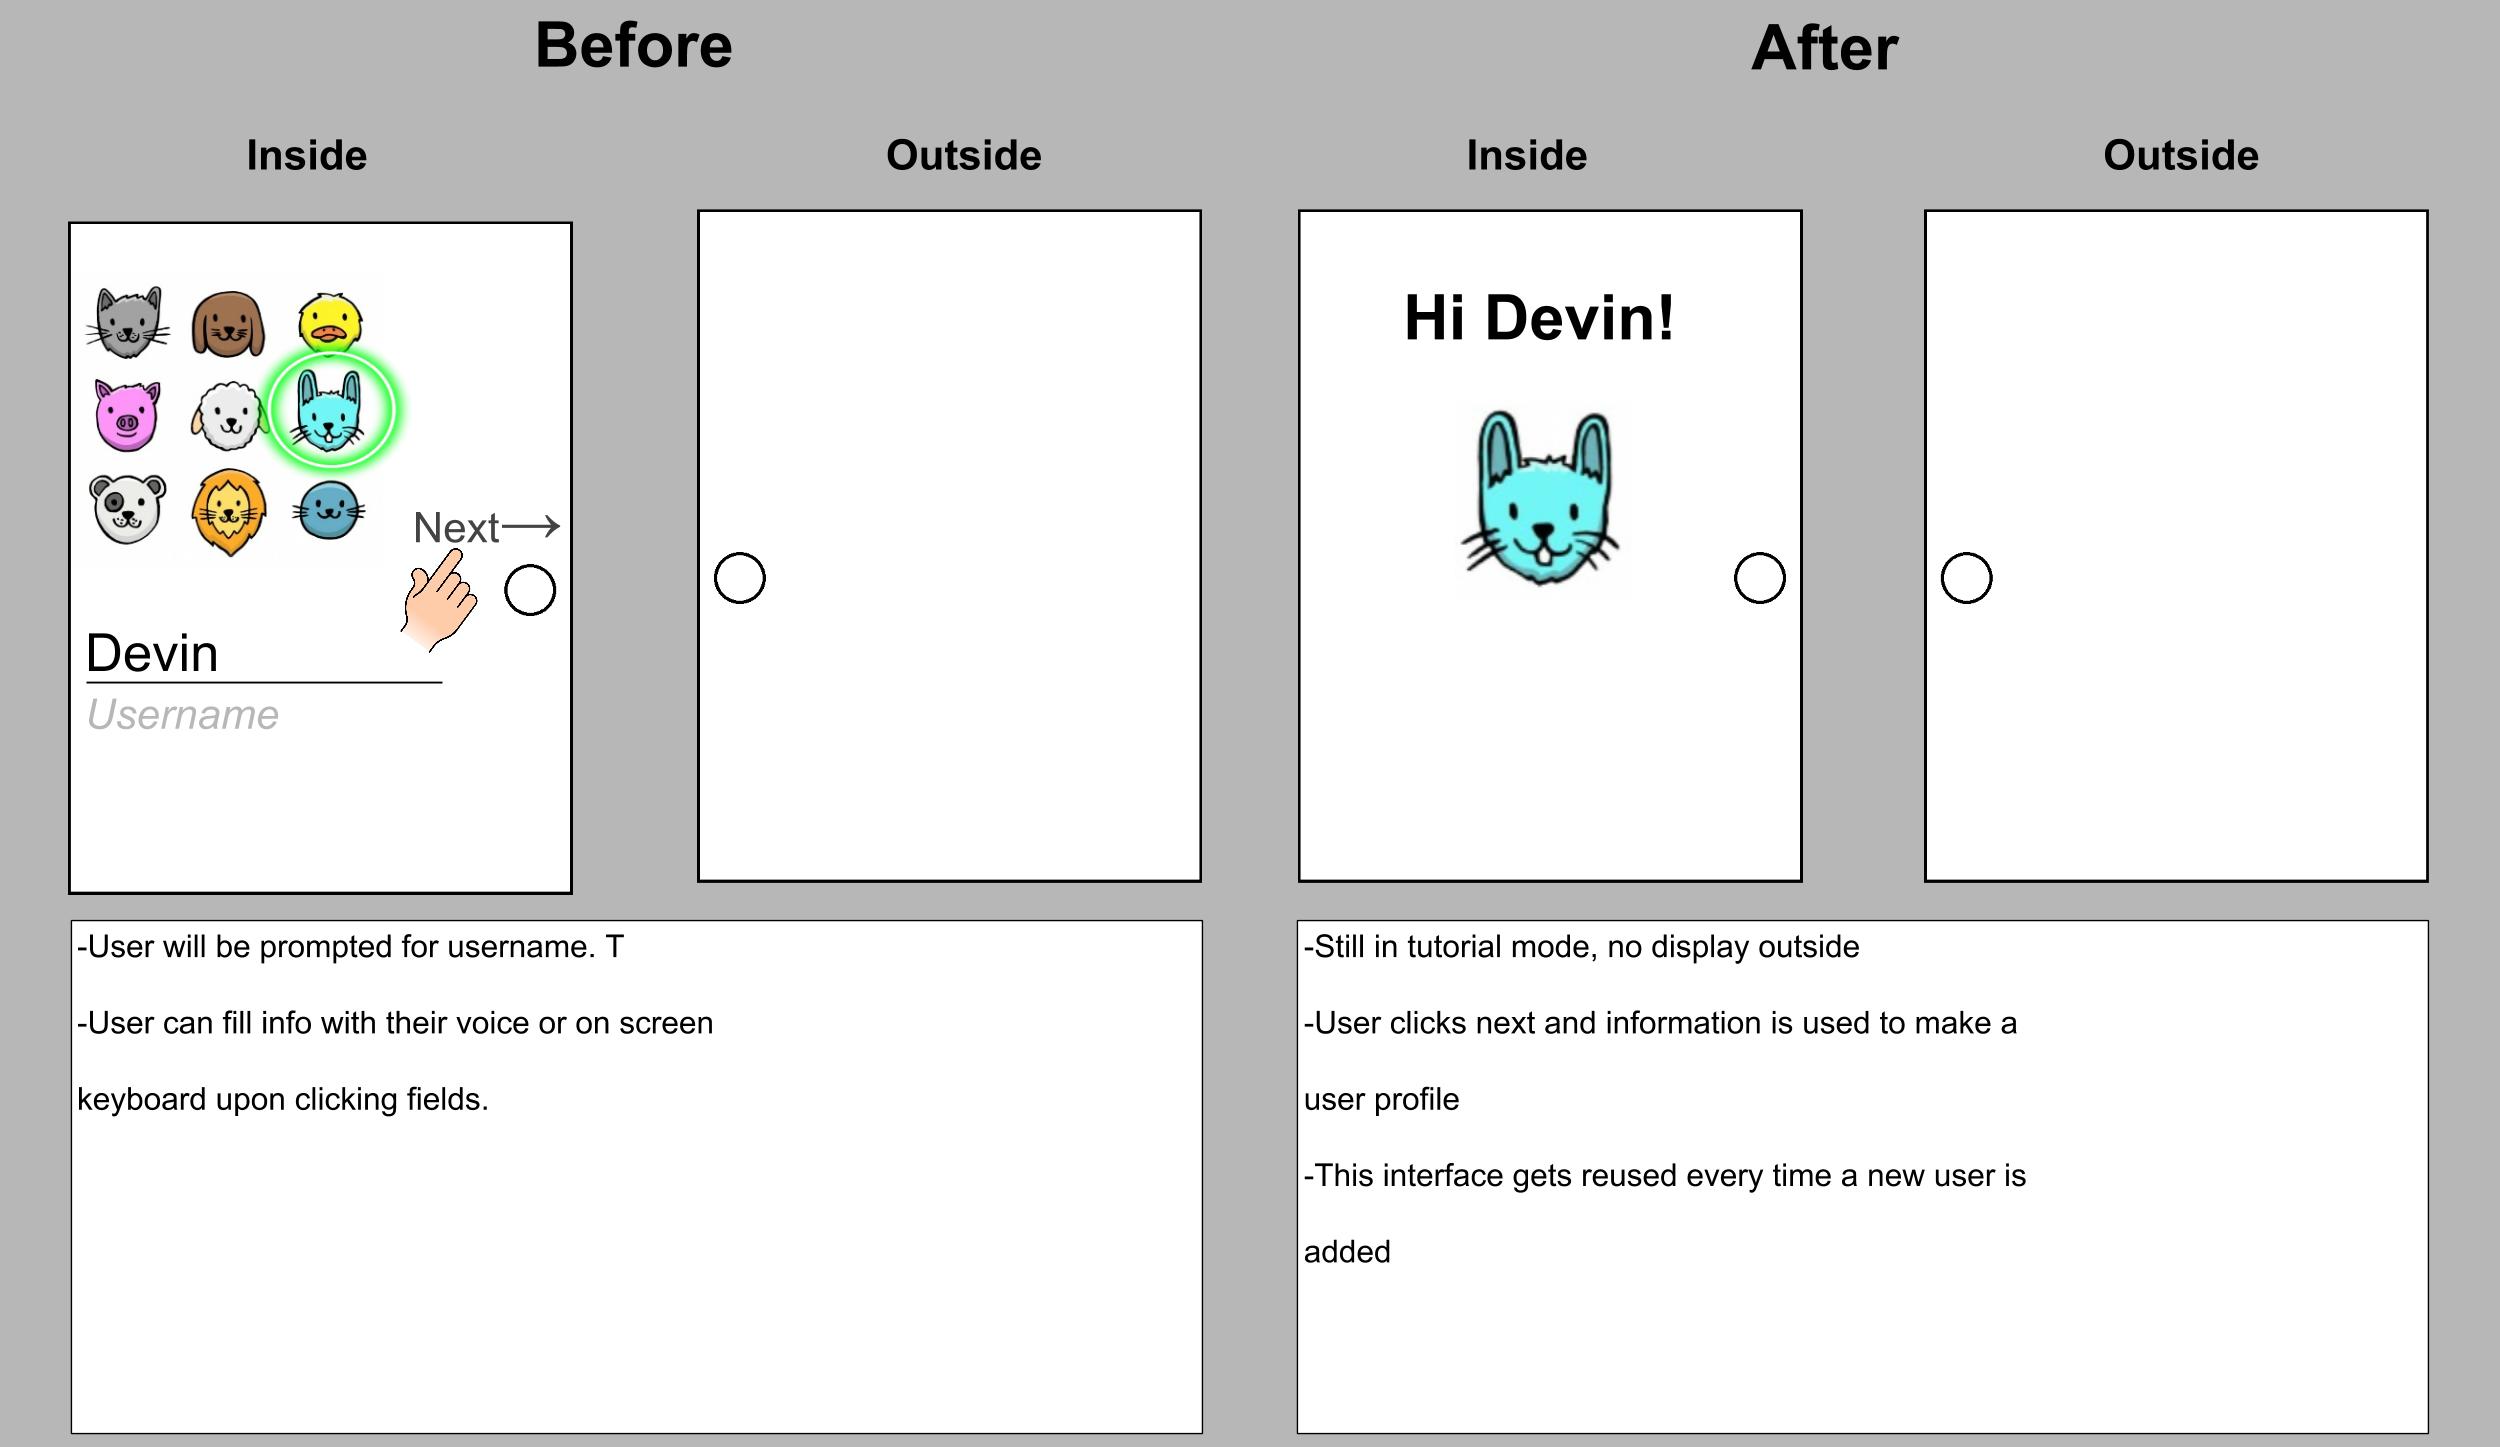 Before
After
Inside
Outside
Inside
Outside
Next
Devin
Username
Hi Devin!
-User will be prompted for username. T
-User can fill info with their voice or on screen
keyboard upon clicking fields.
-Still in tutorial mode, no display outside
-User clicks next and information is used to make a
user profile
-This interface gets reused every time a new user is
added